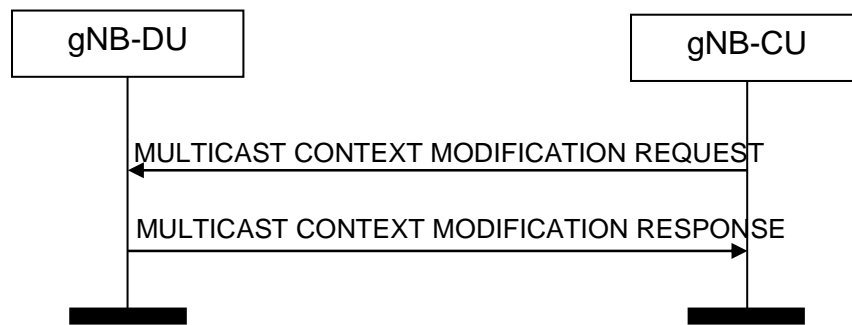 gNB-DU
gNB-CU
MULTICAST CONTEXT MODIFICATION REQUEST
MULTICAST CONTEXT MODIFICATION RESPONSE